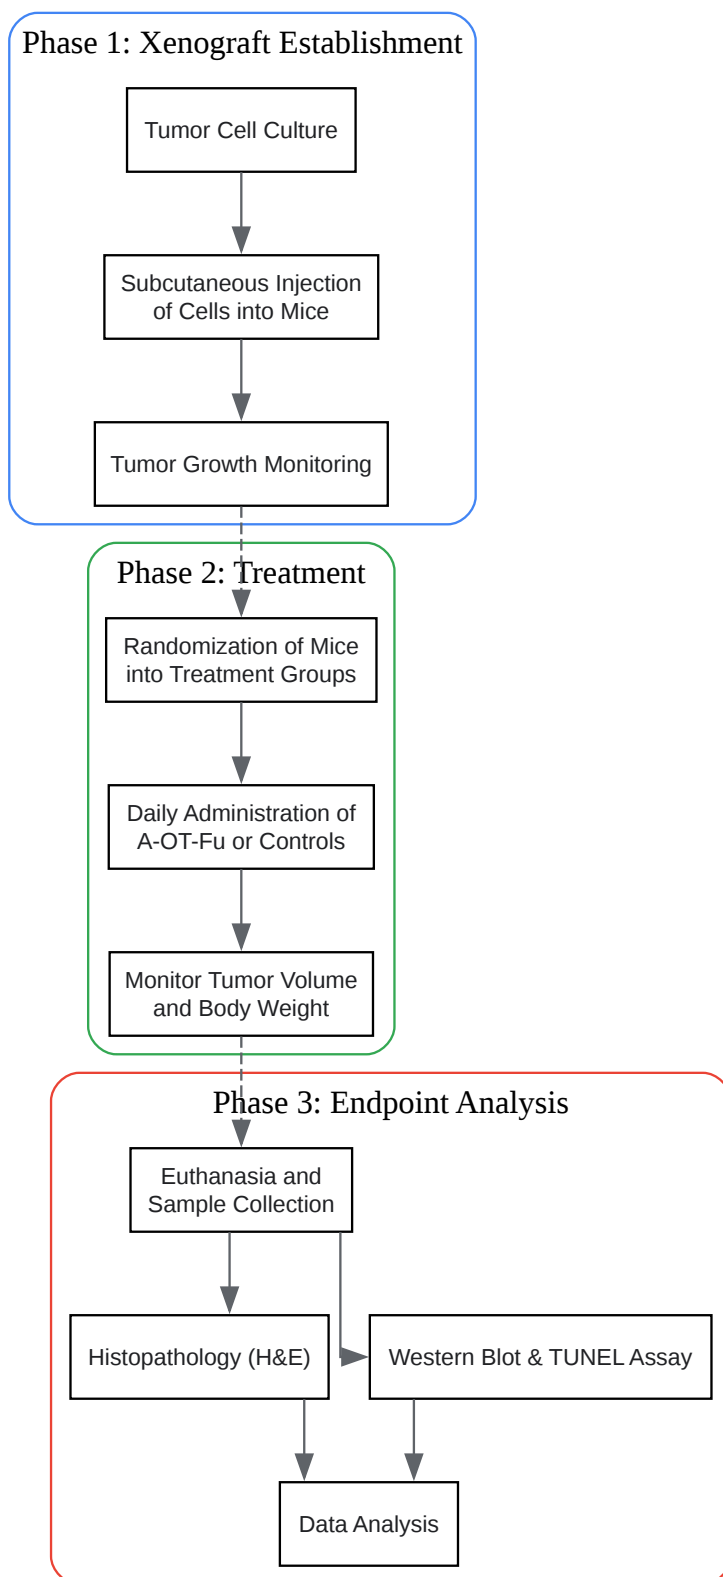 Phase 1: Xenograft Establishment
Tumor Cell Culture
Subcutaneous Injection
of Cells into Mice
Tumor Growth Monitoring
Phase 2: Treatment
Randomization of Mice
into Treatment Groups
Daily Administration of
A-OT-Fu or Controls
Monitor Tumor Volume
and Body Weight
Phase 3: Endpoint Analysis
Euthanasia and
Sample Collection
Histopathology (H&E)
Western Blot & TUNEL Assay
Data Analysis